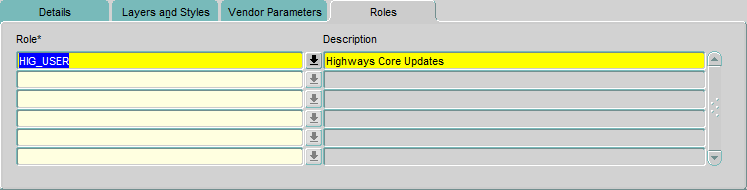 Details Layers and Styles Vendor Parameters Roles
Role* Description
HIG_USER Highways Core Updates